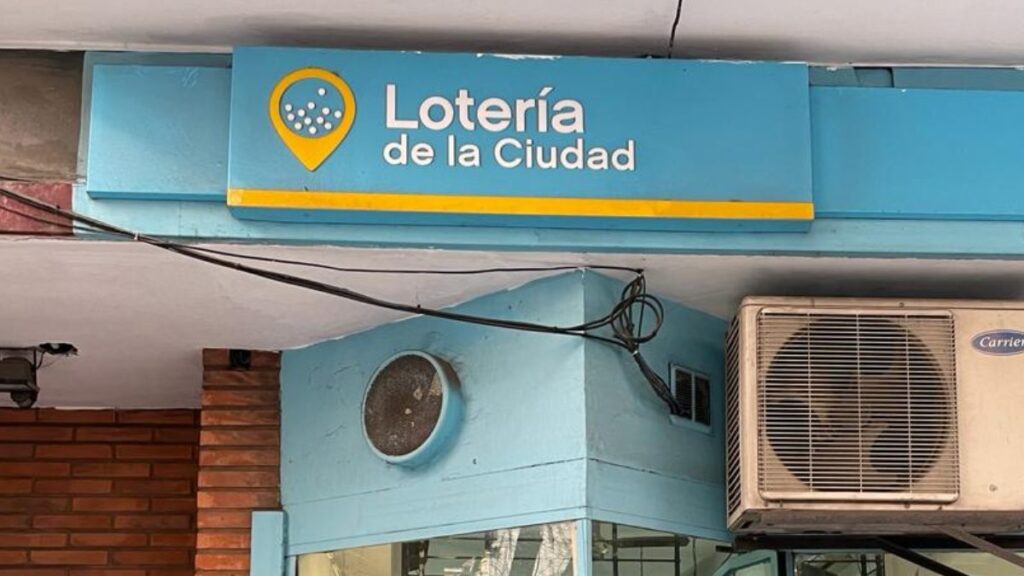 Lotería
de la Ciudad
Carrier